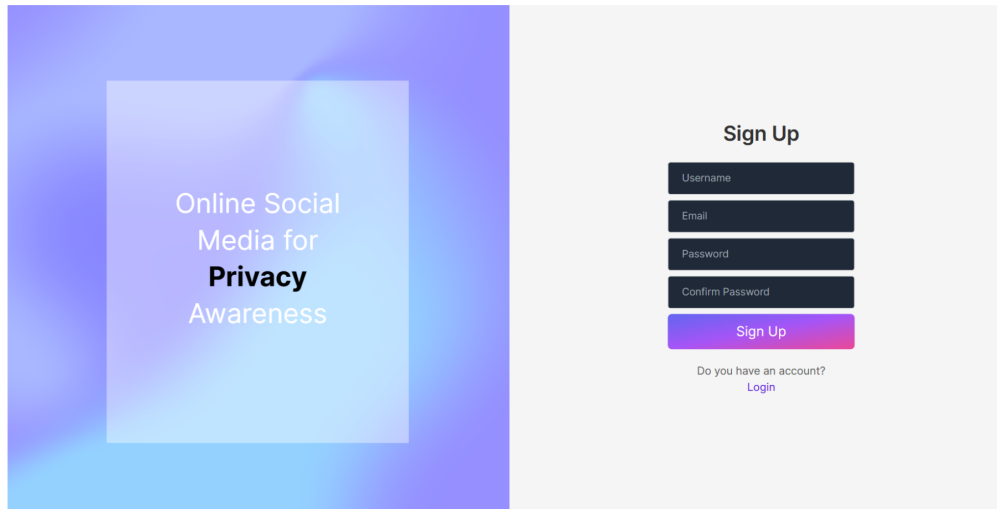 Online Social
Media for
Privacy
Awareness
Sign Up
Username
Email
Password
Confirm Password
Sign Up
Do you have an account?
Login